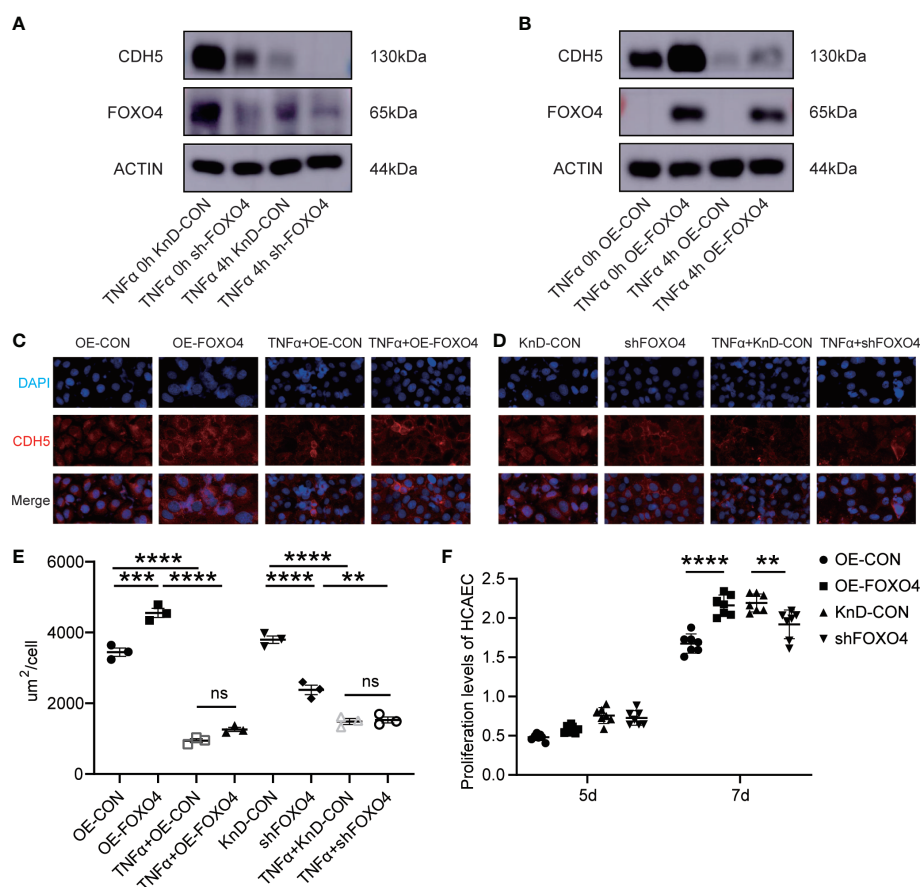 A
CDH5 130kDa
FOXO4 65kDa
ACTIN 44kDa
TNFα 0h KnD-CON
TNFα 0h sh-FOXO4
TNFα 4h KnD-CON
TNFα 4h sh-FOXO4
B
CDH5 130kDa
FOXO4 65kDa
ACTIN 44kDa
TNFα 0h OE-CON
TNFα 0h OE-FOXO4
TNFα 4h OE-CON
TNFα 4h OE-FOXO4
C
OE-CON OE-FOXO4 TNFα+OE-CON TNFα+OE-FOXO4
DAPI
CDH5
Merge
D
KnD-CON shFOXO4 TNFα+KnD-CON TNFα+shFOXO4
E
um²/cell
6000
4000
2000
0
****
*** ****
ns
****
**** **
ns
OE-CON
OE-FOXO4
TNFα+OE-CON
TNFα+OE-FOXO4
KnD-CON
shFOXO4
TNFα+KnD-CON
TNFα+shFOXO4
F
Proliferation levels of HCAEC
2.5
2.0
1.5
1.0
0.5
0.0
**** **
5d 7d
OE-CON
OE-FOXO4
KnD-CON
shFOXO4